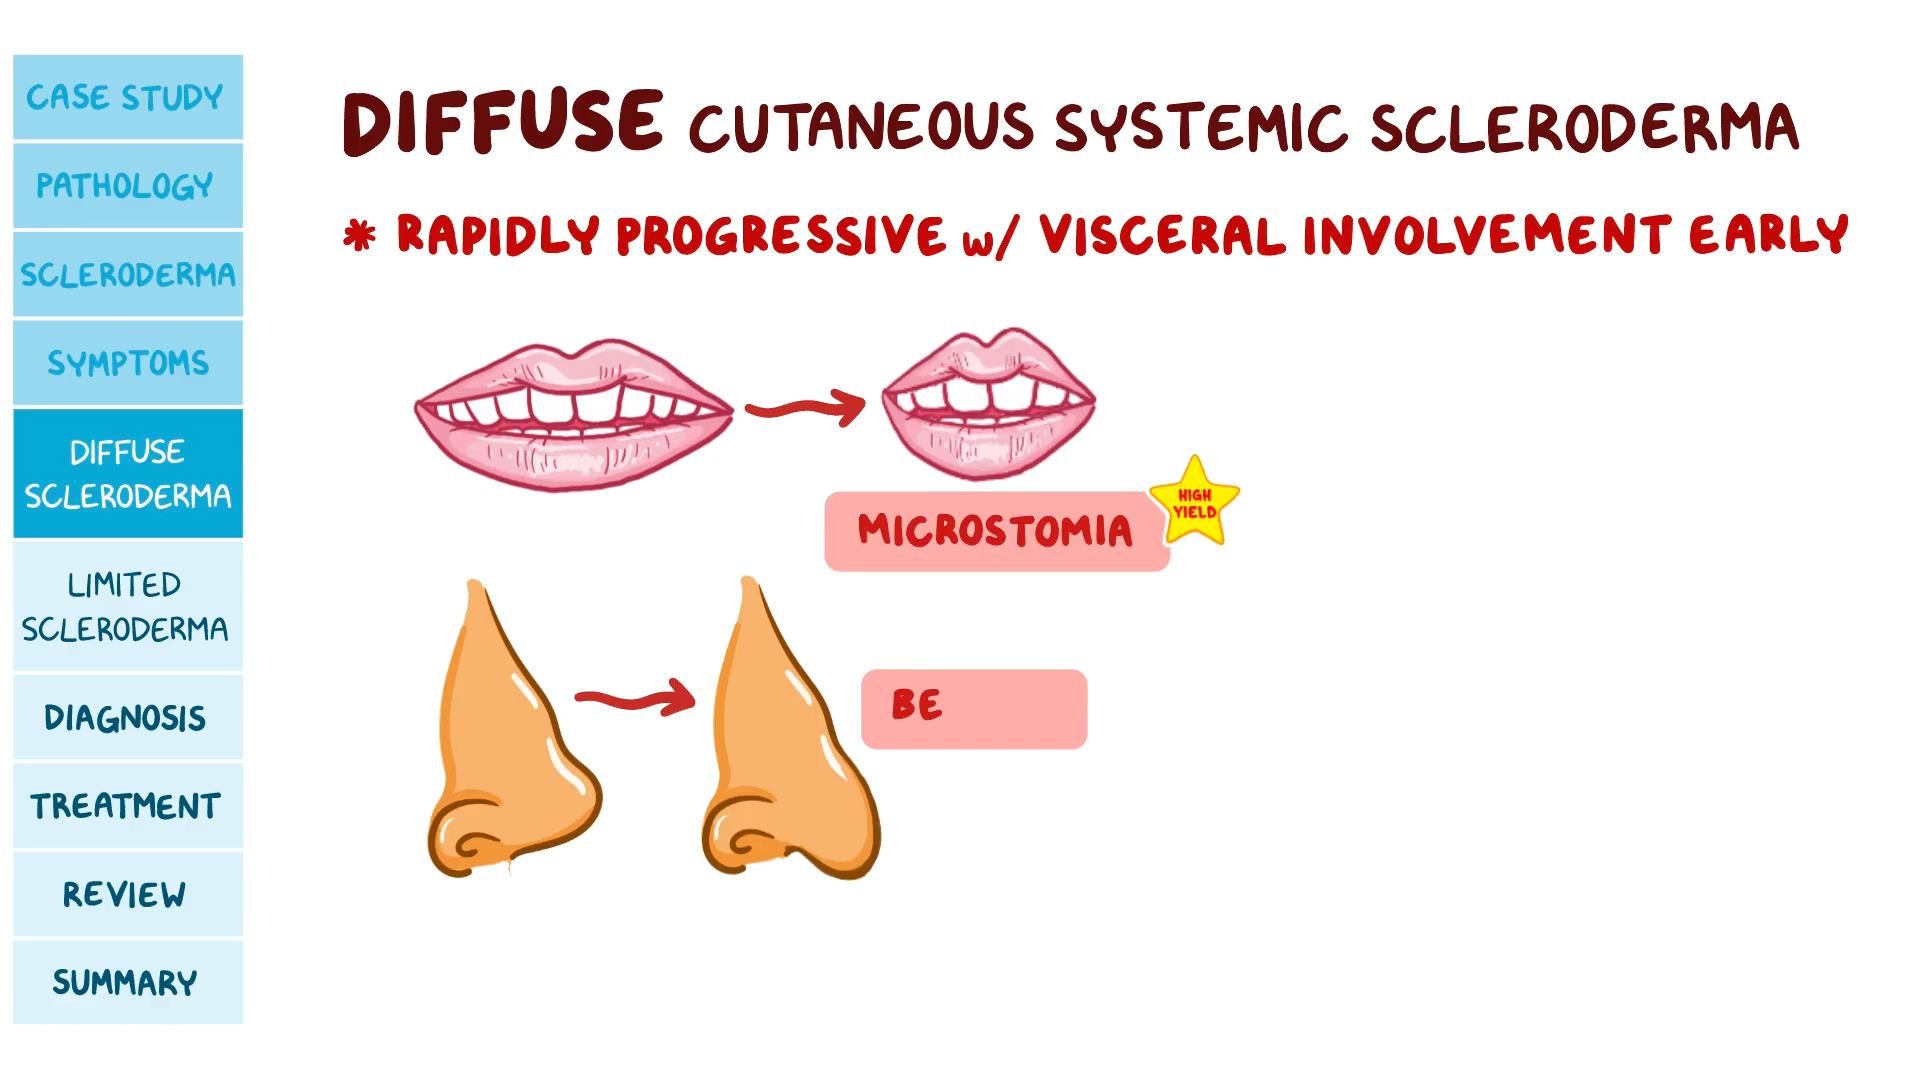 CASE STUDY
PATHOLOGY
SCLERODERMA
SYMPTOMS
DIFFUSE
SCLERODERMA
LIMITED
SCLERODERMA
DIAGNOSIS
TREATMENT
REVIEW
SUMMARY
DIFFUSE CUTANEOUS SYSTEMIC SCLERODERMA
* RAPIDLY PROGRESSIVE w/ VISCERAL INVOLVEMENT EARLY
MICROSTOMIA
HIGH
YIELD
BE